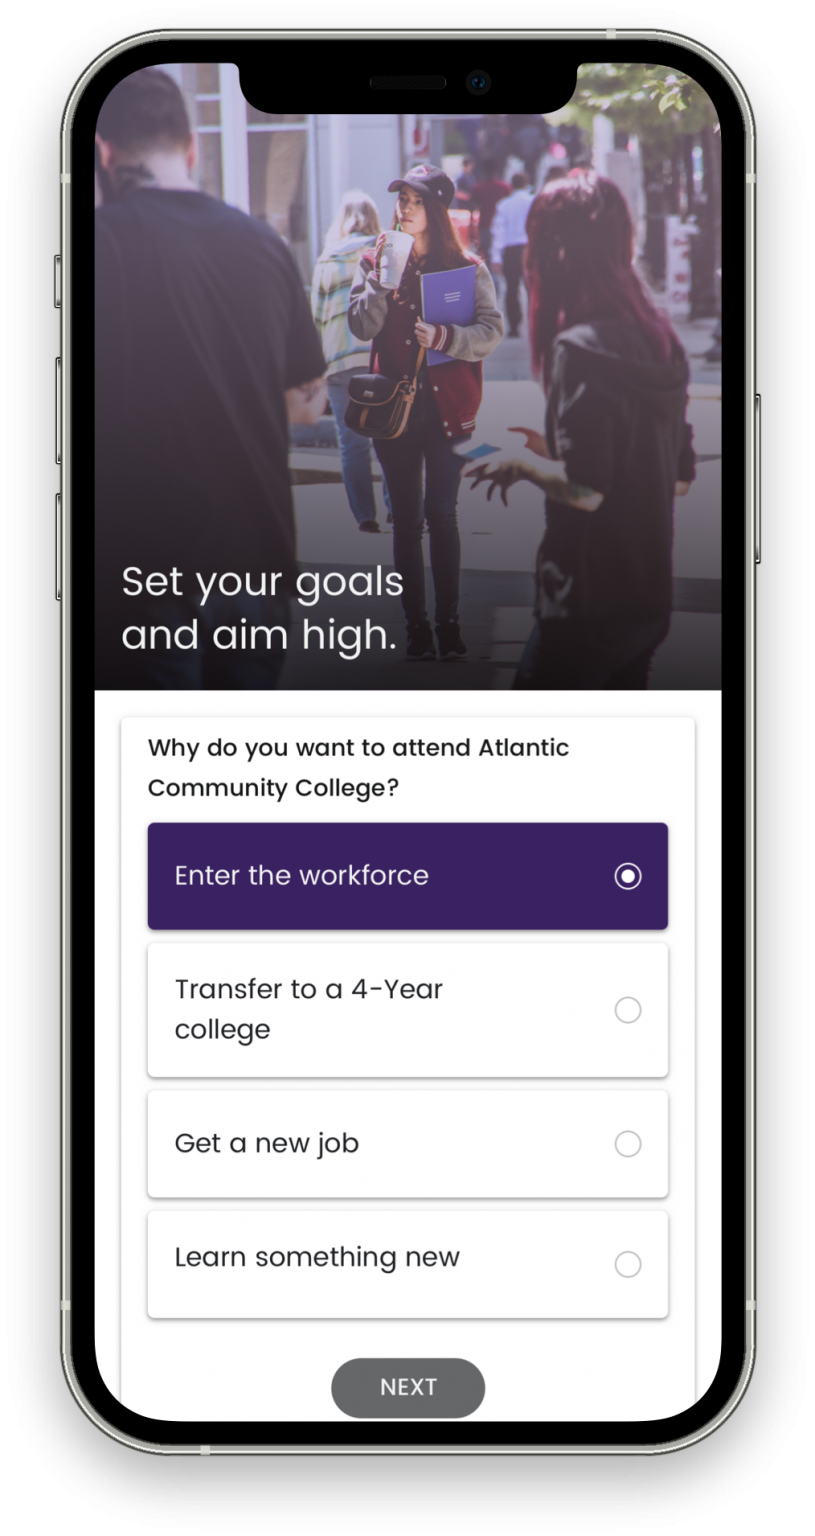 Set your goals
and aim high.
Why do you want to attend Atlantic
Community College?
Enter the workforce
Transfer to a 4-Year
college
Get a new job
Learn something new
NEXT